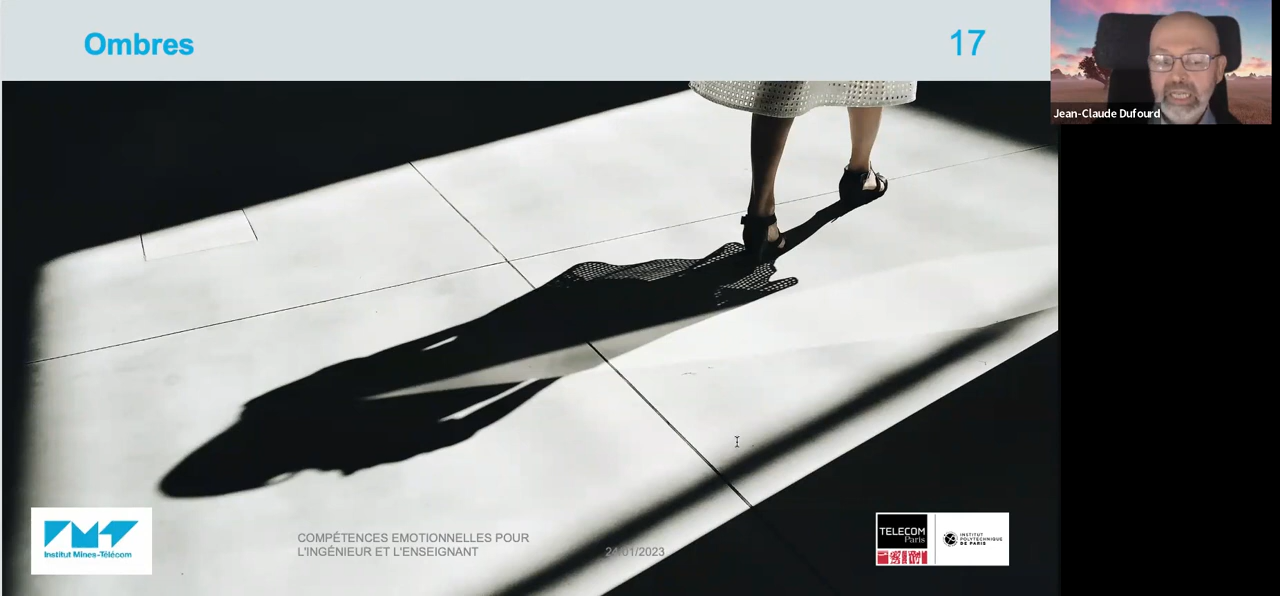 Ombres
17
Jean-Claude Dufourd
Institut Mines-Télécom
COMPÉTENCES EMOTIONNELLES POUR
L'INGÉNIEUR ET L'ENSEIGNANT
24/01/2023
TELECOM
Paris
INSTITUT
POLYTECHNIQUE
DE PARIS